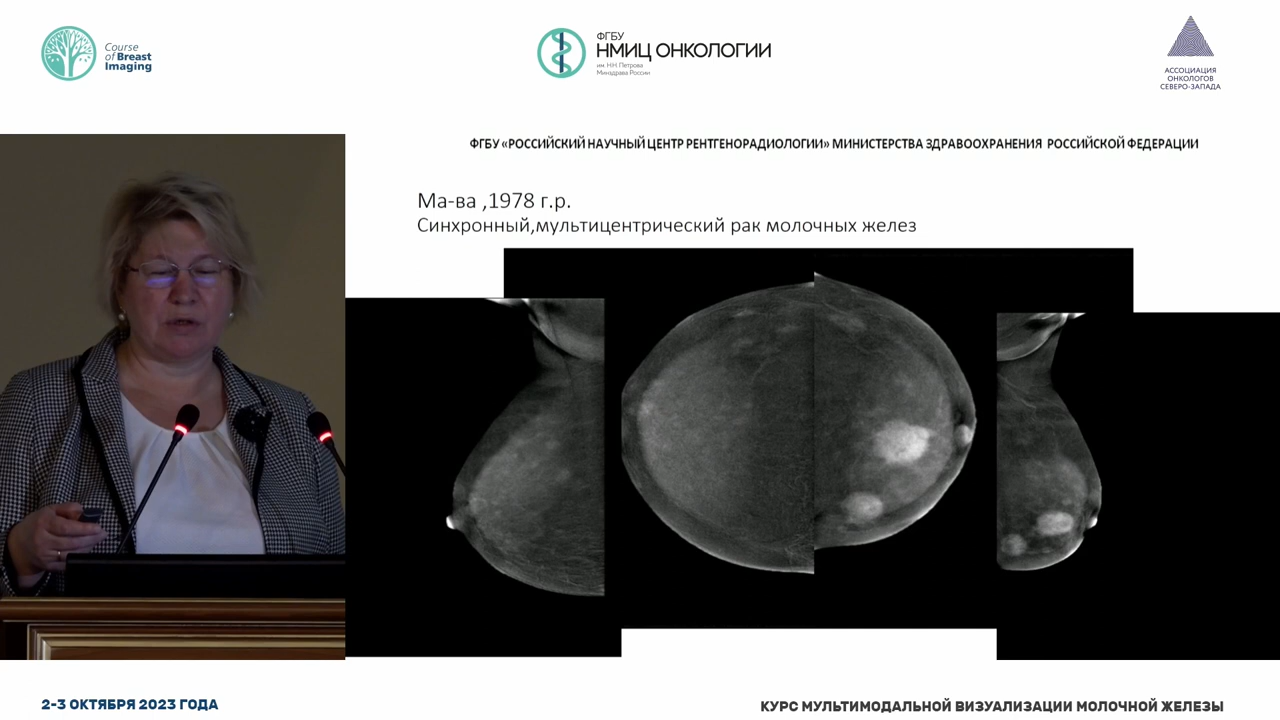 Course
of Breast
Imaging
ФГБУ
НМИЦ ОНКОЛОГИИ
им. Н.Н. Петрова
Минздрава России
АССОЦИАЦИЯ
ОНКОЛОГОВ
СЕВЕРО-ЗАПАДА
ФГБУ «РОССИЙСКИЙ НАУЧНЫЙ ЦЕНТР РЕНТГЕНОРАДИОЛОГИИ» МИНИСТЕРСТВА ЗДРАВООХРАНЕНИЯ РОССИЙСКОЙ ФЕДЕРАЦИИ
Ма-ва ,1978 г.р.
Синхронный,мультицентрический рак молочных желез
2-3 ОКТЯБРЯ 2023 ГОДА
КУРС МУЛЬТИМОДАЛЬНОЙ ВИЗУАЛИЗАЦИИ МОЛОЧНОЙ ЖЕЛЕЗЫ